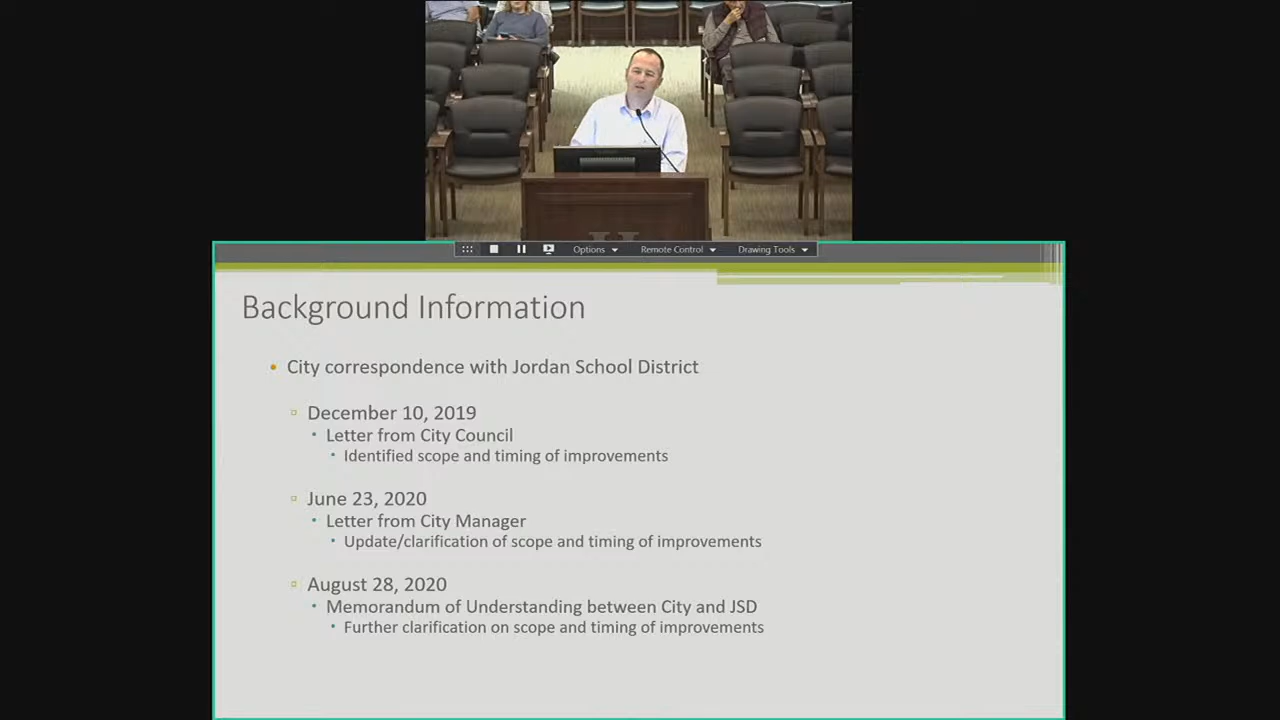 Options
Remote Control
Drawing Tools
Background Information
City correspondence with Jordan School District
December 10, 2019
Letter from City Council
Identified scope and timing of improvements
June 23, 2020
Letter from City Manager
Update/clarification of scope and timing of improvements
August 28, 2020
Memorandum of Understanding between City and JSD
Further clarification on scope and timing of improvements